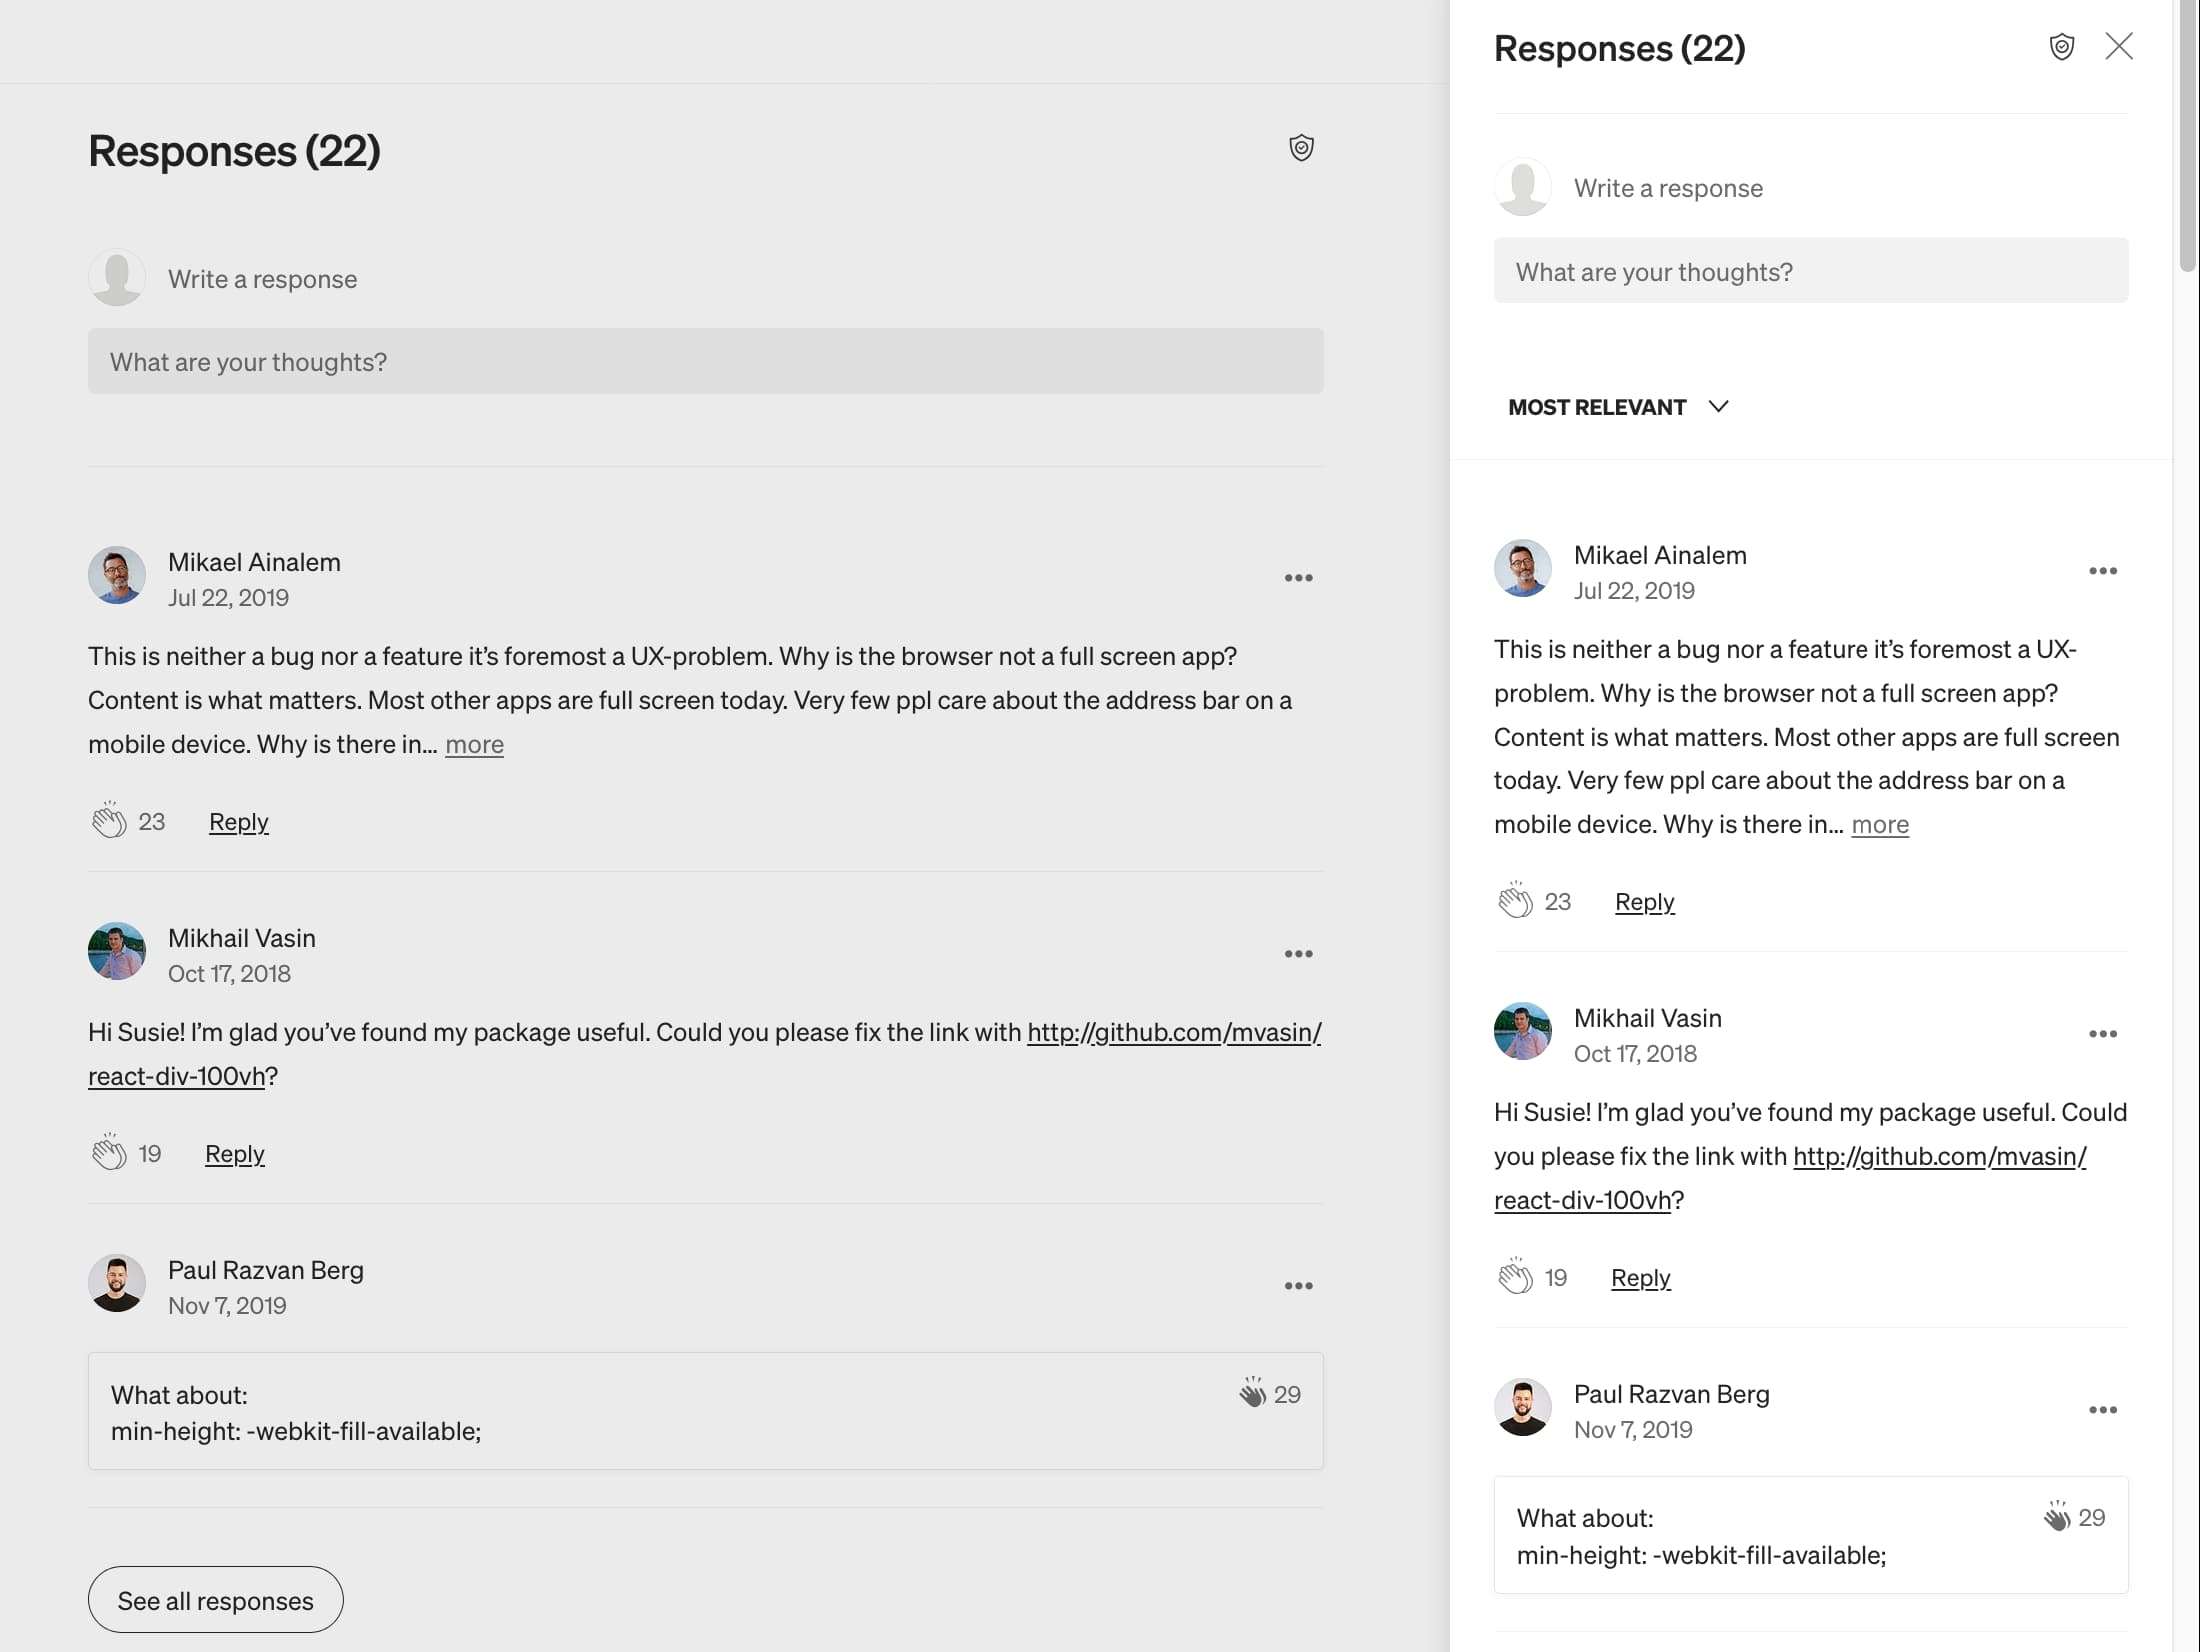 Responses (22)
Write a response
What are your thoughts?
Mikael Ainalem
Jul 22, 2019
This is neither a bug nor a feature it’s foremost a UX-problem. Why is the browser not a full screen app?
Content is what matters. Most other apps are full screen today. Very few ppl care about the address bar on a
mobile device. Why is there in… more
23 Reply
Mikhail Vasin
Oct 17, 2018
Hi Susie! I’m glad you’ve found my package useful. Could you please fix the link with http://github.com/mvasin/
react-div-100vh?
19 Reply
Paul Razvan Berg
Nov 7, 2019
What about:
29
min-height: -webkit-fill-available;
See all responses
Responses (22)
Write a response
What are your thoughts?
MOST RELEVANT
Mikael Ainalem
Jul 22, 2019
This is neither a bug nor a feature it’s foremost a UX-
problem. Why is the browser not a full screen app?
Content is what matters. Most other apps are full screen
today. Very few ppl care about the address bar on a
mobile device. Why is there in… more
23 Reply
Mikhail Vasin
Oct 17, 2018
Hi Susie! I’m glad you’ve found my package useful. Could
you please fix the link with http://github.com/mvasin/
react-div-100vh?
19 Reply
Paul Razvan Berg
Nov 7, 2019
What about:
29
min-height: -webkit-fill-available;